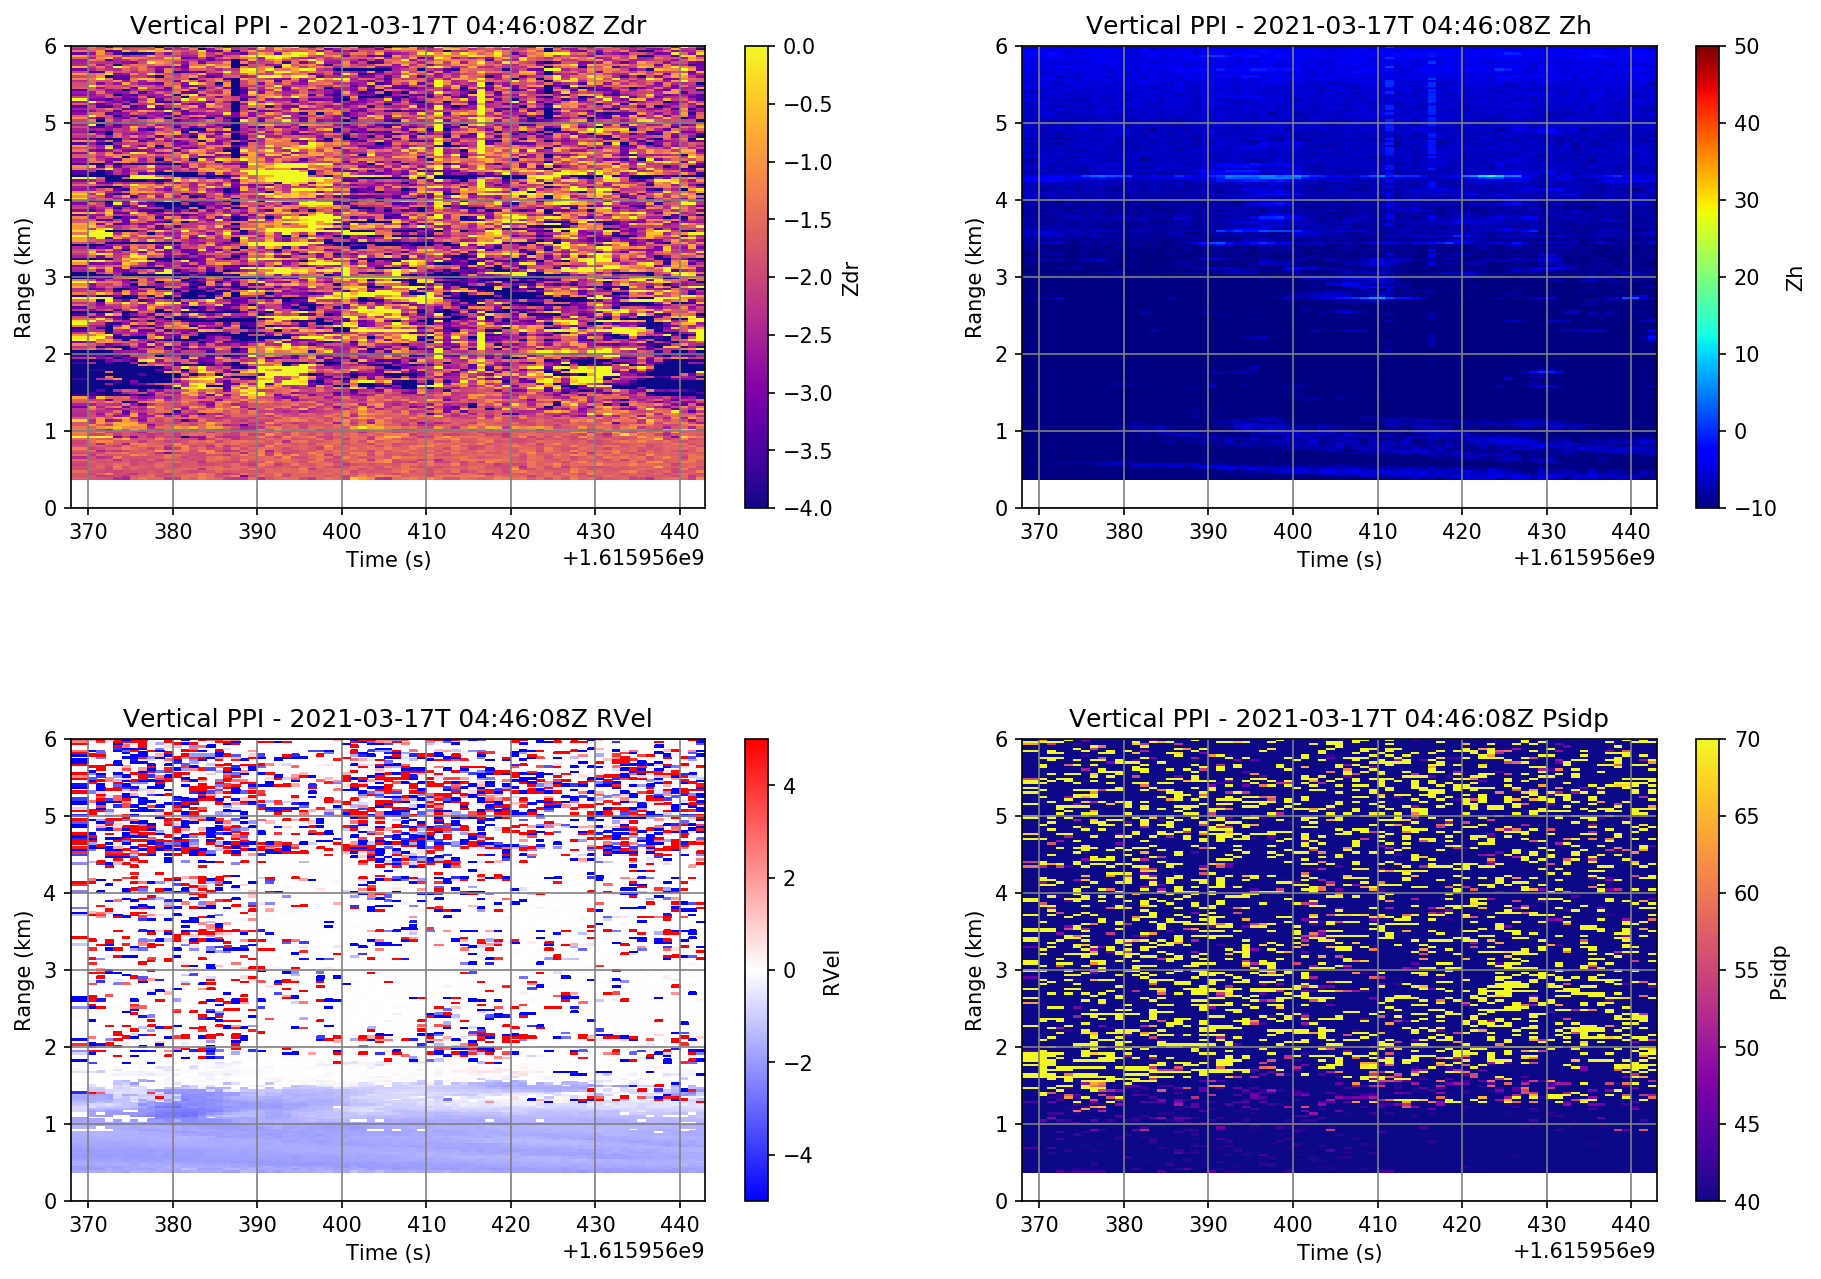 Vertical PPI - 2021-03-17T 04:46:08Z Zdr
6
5
4
3
2
1
0
Range (km)
370 380 390 400 410 420 430 440
Time (s)
+1.615956e9
0.0
−0.5
−1.0
−1.5
−2.0
−2.5
−3.0
−3.5
−4.0
Zdr
Vertical PPI - 2021-03-17T 04:46:08Z Zh
6
5
4
3
2
1
0
Range (km)
370 380 390 400 410 420 430 440
Time (s)
+1.615956e9
50
40
30
20
10
0
−10
Zh
Vertical PPI - 2021-03-17T 04:46:08Z RVel
6
5
4
3
2
1
0
Range (km)
370 380 390 400 410 420 430 440
Time (s)
+1.615956e9
4
2
0
−2
−4
RVel
Vertical PPI - 2021-03-17T 04:46:08Z Psidp
6
5
4
3
2
1
0
Range (km)
370 380 390 400 410 420 430 440
Time (s)
+1.615956e9
70
65
60
55
50
45
40
Psidp